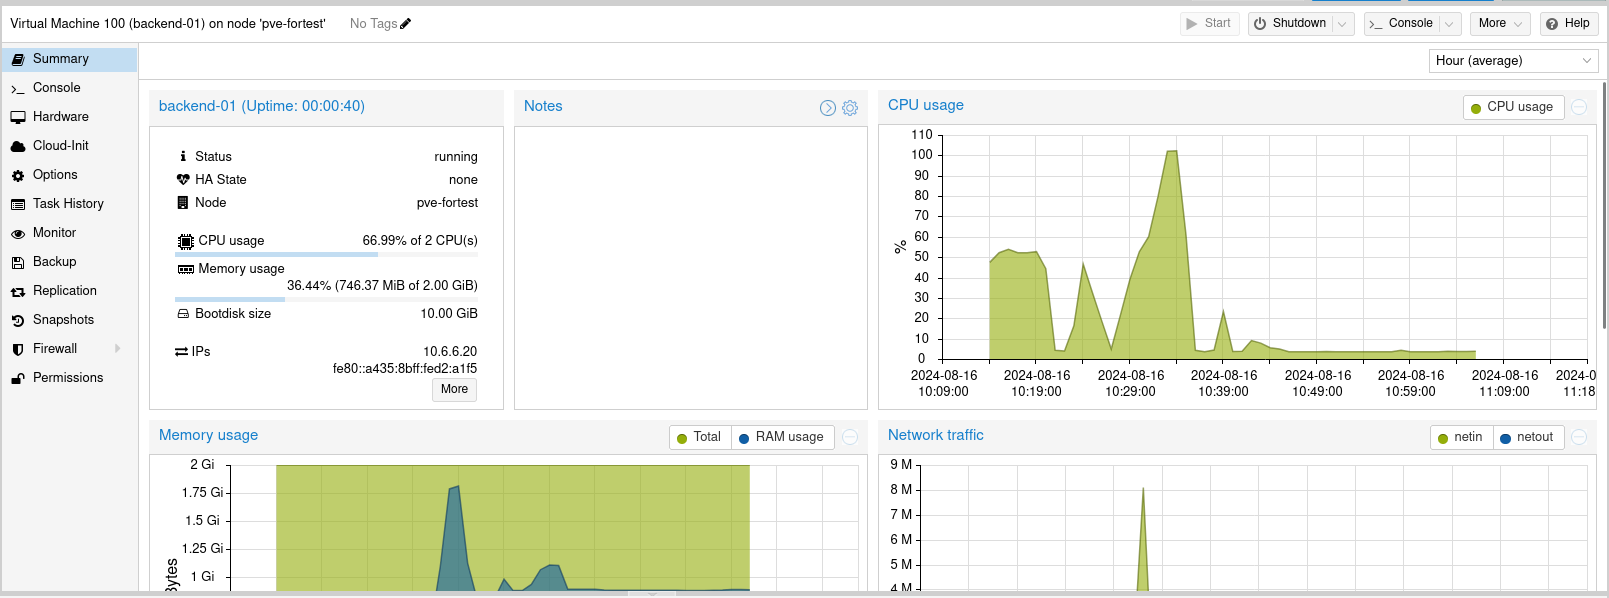 Virtual Machine 100 (backend-01) on node 'pve-fortest' No Tags Start Shutdown Console More Help
Summary
Console
Hardware
Cloud-Init
Options
Task History
Monitor
Backup
Replication
Snapshots
Firewall
Permissions
Hour (average)
backend-01 (Uptime: 00:00:40)
Status running
HA State none
Node pve-fortest
CPU usage 66.99% of 2 CPU(s)
Memory usage
36.44% (746.37 MiB of 2.00 GiB)
Bootdisk size 10.00 GiB
IPs 10.6.6.20
fe80::a435:8bff:fed2:a1f5
More
Notes
CPU usage
CPU usage
110
100
90
80
70
60
50
40
30
20
10
0
%
2024-08-16 2024-08-16 2024-08-16 2024-08-16 2024-08-16 2024-08-16 2024-08-16 2024-0
10:09:00 10:19:00 10:29:00 10:39:00 10:49:00 10:59:00 11:09:00 11:18
Memory usage
Total RAM usage
2 Gi
1.75 Gi
1.5 Gi
1.25 Gi
1 Gi
Bytes
Network traffic
netin netout
9 M
8 M
7 M
6 M
5 M
4 M